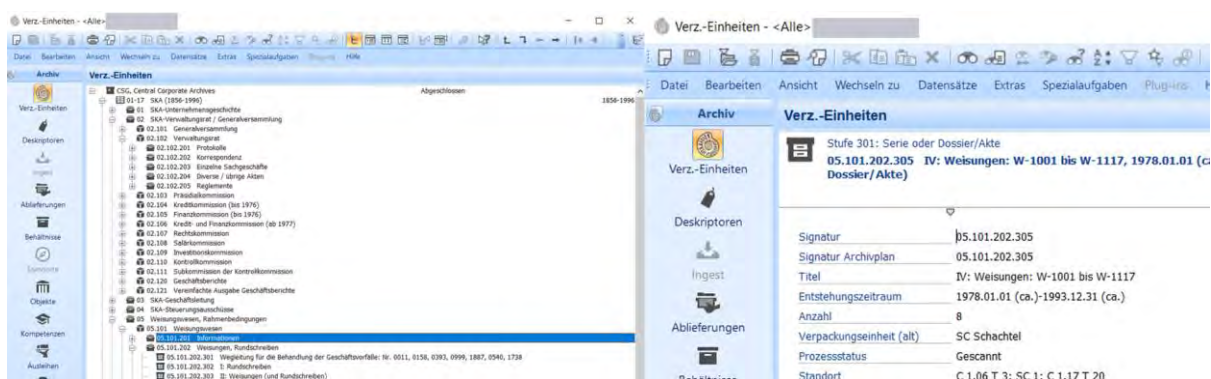 Verz.-Einheiten - <Alle>
Datei Bearbeiten Ansicht Wechseln zu Datensätze Extras Spezialaufgaben Plug-ins Hilfe
Archiv
Verz.-Einheiten
Deskriptoren
Ingest
Ablieferungen
Behältnisse
Standorte
Objekte
Kompetenzen
Ausleihen
Verz.-Einheiten
CSG, Central Corporate Archives Abgeschlossen
01-17 SKA (1856-1996) 1856-1996
01 SKA-Unternehmensgeschichte
02 SKA-Verwaltungsrat / Generalversammlung
02.101 Generalversammlung
02.102 Verwaltungsrat
02.102.201 Protokolle
02.102.202 Korrespondenz
02.102.203 Einzelne Sachgeschäfte
02.102.204 Diverse / übrige Akten
02.102.205 Reglemente
02.103 Präsidialkommission
02.104 Kreditkommission (bis 1976)
02.105 Finanzkommission (bis 1976)
02.106 Kredit- und Finanzkommission (ab 1977)
02.107 Rechtskommission
02.108 Salärkommission
02.109 Investitionskommission
02.110 Kontrollkommission
02.111 Subkommission der Kontrollkommission
02.120 Geschäftsberichte
02.121 Vereinfachte Ausgabe Geschäftsberichte
03 SKA-Geschäftsleitung
04 SKA-Steuerungsausschüsse
05 Weisungswesen, Rahmenbedingungen
05.101 Weisungswesen
05.101.201 Informationen
05.101.202 Weisungen, Rundschreiben
05.101.202.301 Wegleitung für die Behandlung der Geschäftsvorfälle: Nr. 0011, 0158, 0393, 0999, 1887, 0540, 1738
05.101.202.302 I: Rundschreiben
05.101.202.303 II: Weisungen (und Rundschreiben)
Verz.-Einheiten - <Alle>
Datei Bearbeiten Ansicht Wechseln zu Datensätze Extras Spezialaufgaben Plug-ins H
Archiv
Verz.-Einheiten
Deskriptoren
Ingest
Ablieferungen
Behältnisse
Verz.-Einheiten
Stufe 301: Serie oder Dossier/Akte
05.101.202.305 IV: Weisungen: W-1001 bis W-1117, 1978.01.01 (ca
Dossier/Akte)
Signatur 05.101.202.305
Signatur Archivplan 05.101.202.305
Titel IV: Weisungen: W-1001 bis W-1117
Entstehungszeitraum 1978.01.01 (ca.)-1993.12.31 (ca.)
Anzahl 8
Verpackungseinheit (alt) SC Schachtel
Prozessstatus Gescannt
Standort C 1.06 T 3; SC 1; C 1.17 T 20